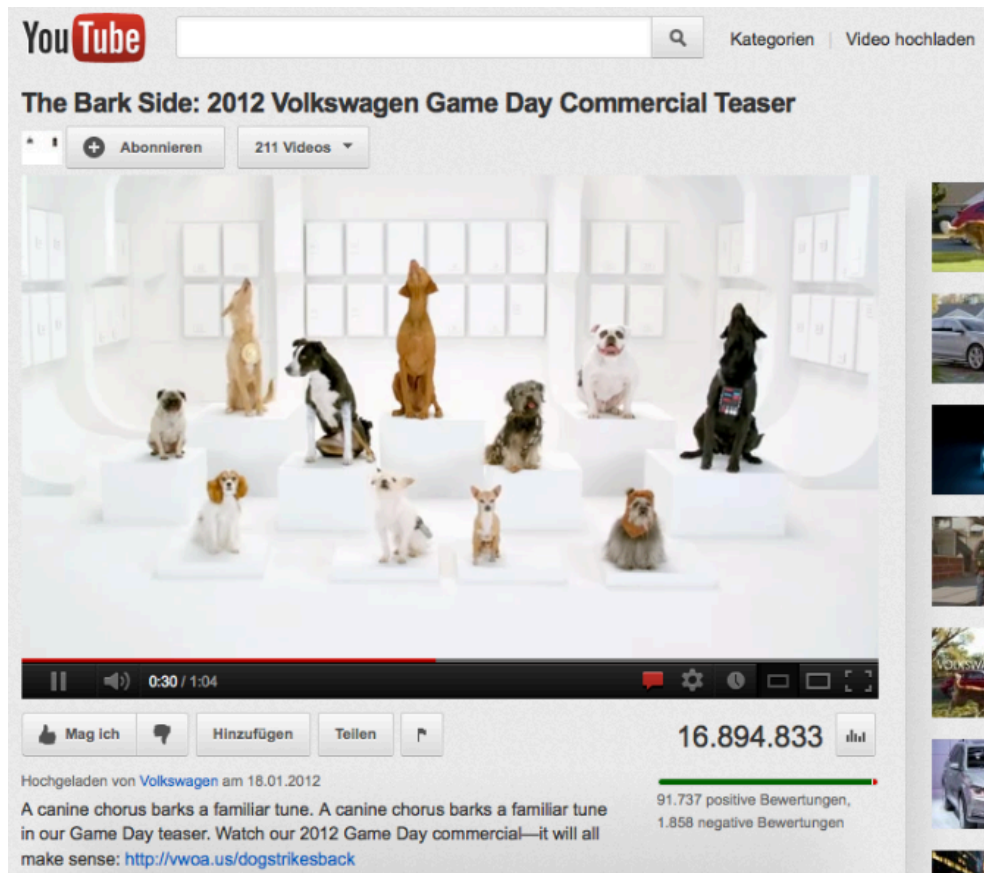 YouTube
Kategorien | Video hochladen
The Bark Side: 2012 Volkswagen Game Day Commercial Teaser
Abonnieren
211 Videos
0:30 / 1:04
Mag ich
Hinzufügen
Teilen
16.894.833
Hochgeladen von Volkswagen am 18.01.2012
A canine chorus barks a familiar tune. A canine chorus barks a familiar tune
in our Game Day teaser. Watch our 2012 Game Day commercial—it will all
make sense: http://vwoa.us/dogstrikesback
91.737 positive Bewertungen,
1.858 negative Bewertungen